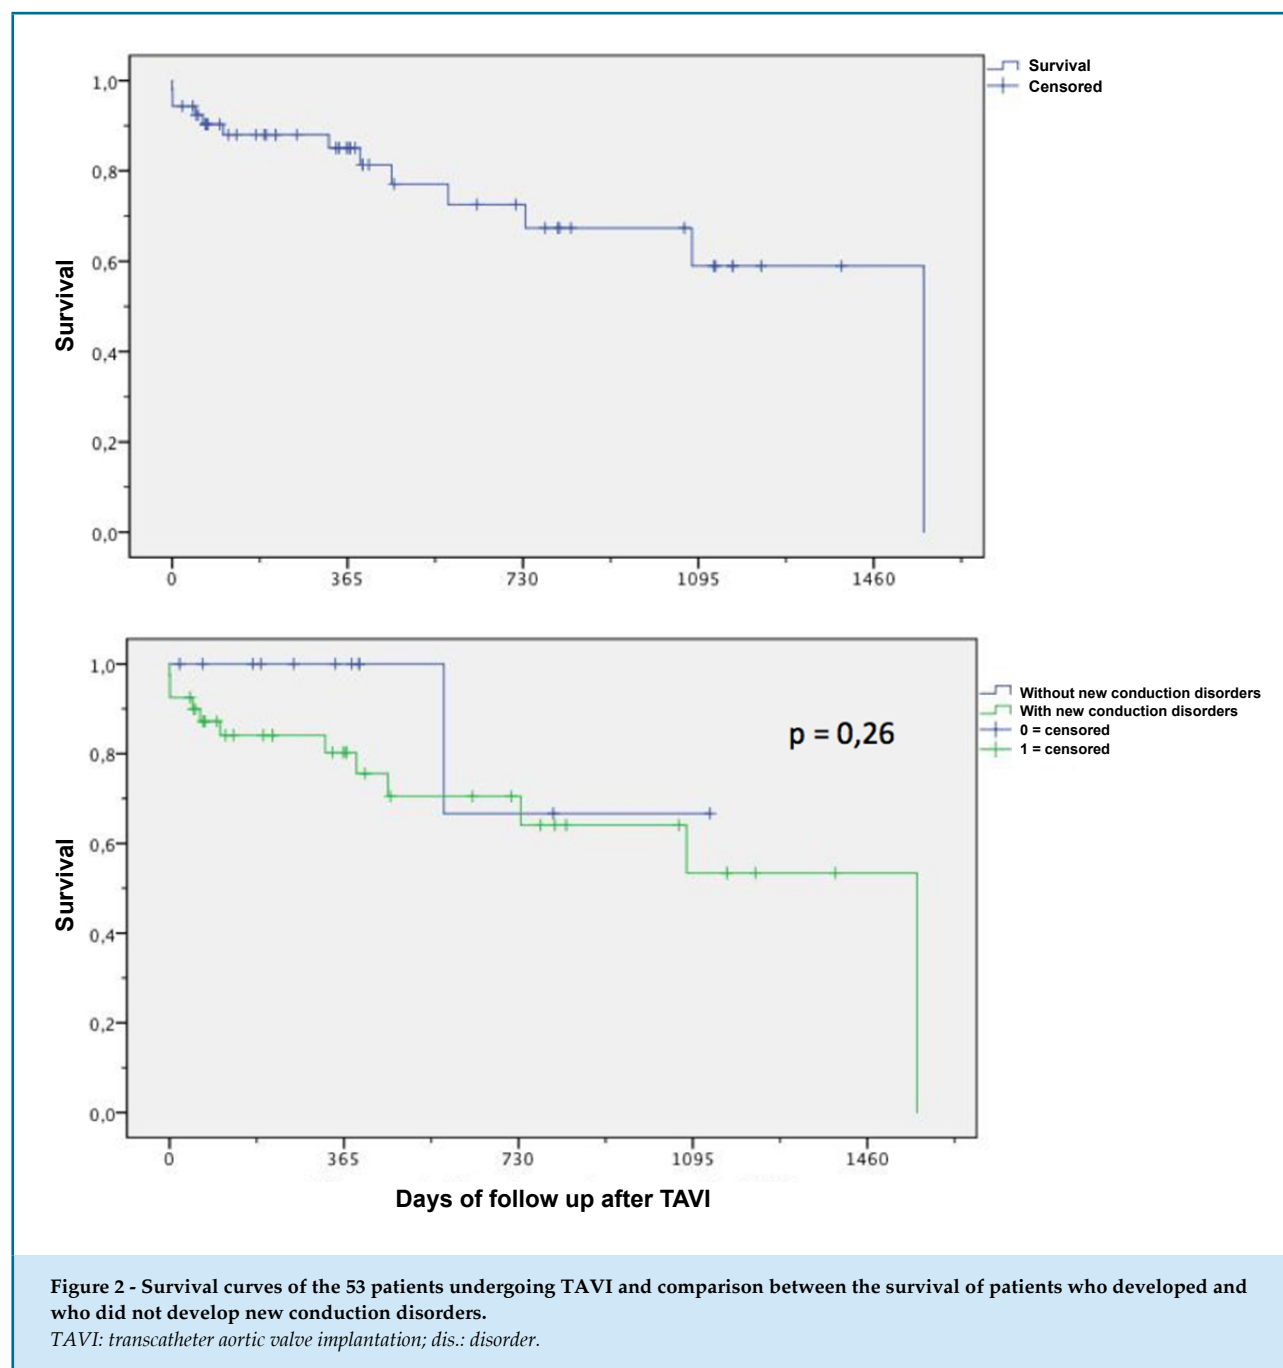 Survival
Censored
1,0
0,8
0,6
0,4
0,2
0,0
Survival
0 365 730 1095 1460
Without new conduction disorders
With new conduction disorders
0 = censored
1 = censored
p = 0,26
1,0
0,8
0,6
0,4
0,2
0,0
Survival
0 365 730 1095 1460
Days of follow up after TAVI
Figure 2 - Survival curves of the 53 patients undergoing TAVI and comparison between the survival of patients who developed and
who did not develop new conduction disorders.
TAVI: transcatheter aortic valve implantation; dis.: disorder.